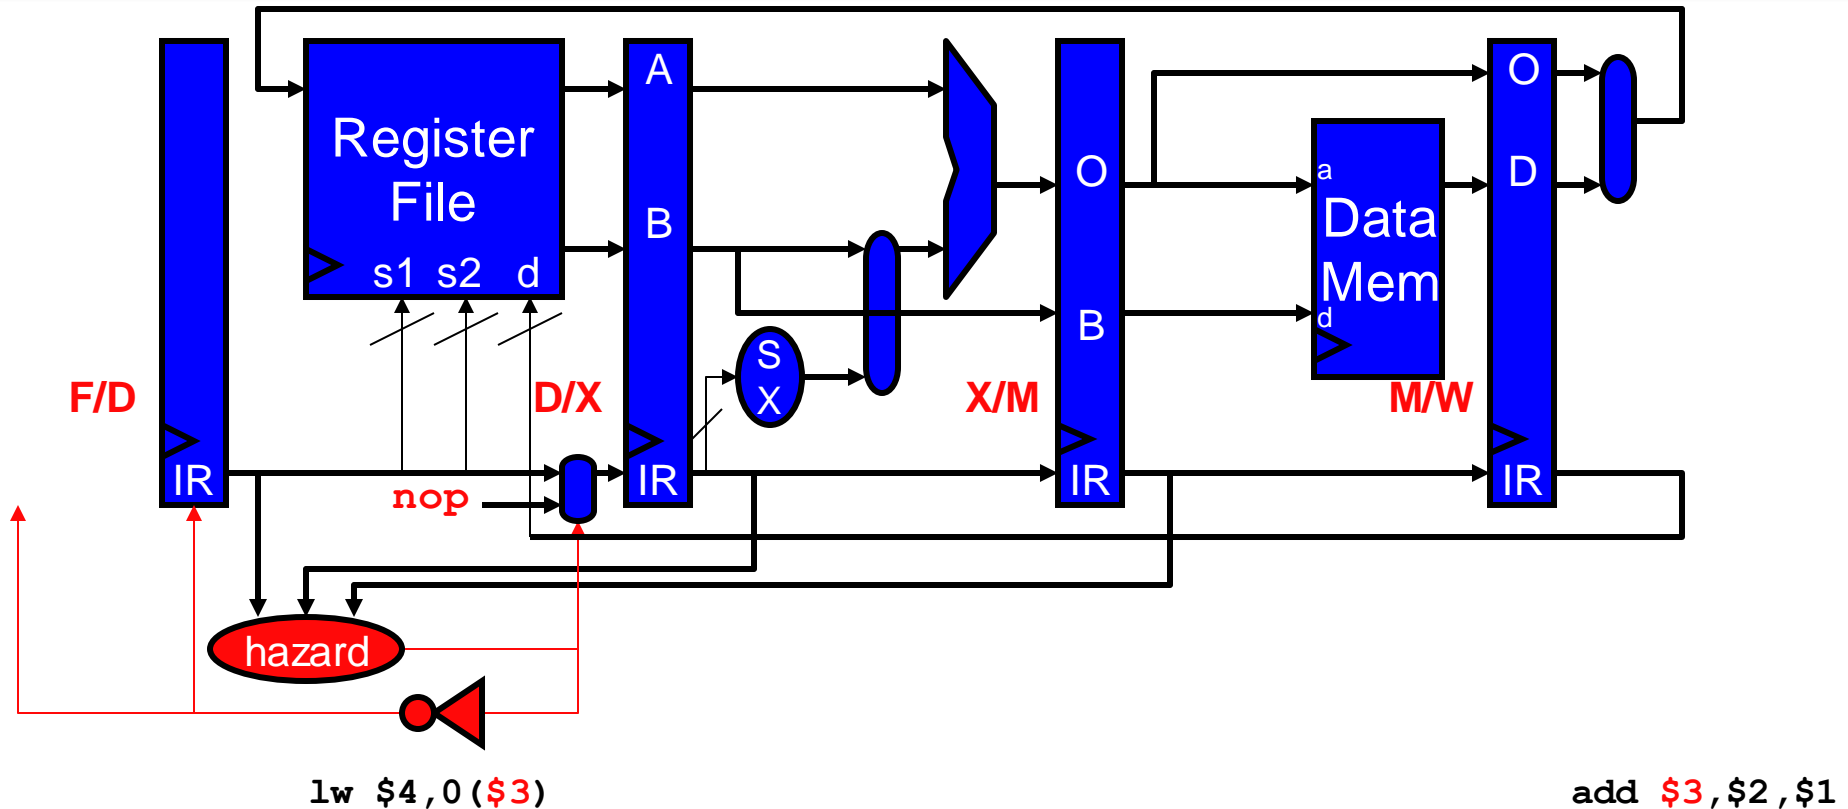 A
O
Register
File
B
O
D
a
Data
Mem
s1 s2 d
B
d
S
X
F/D
D/X
X/M
M/W
IR
nop
IR
IR
IR
hazard
lw $4,0($3)
add $3,$2,$1